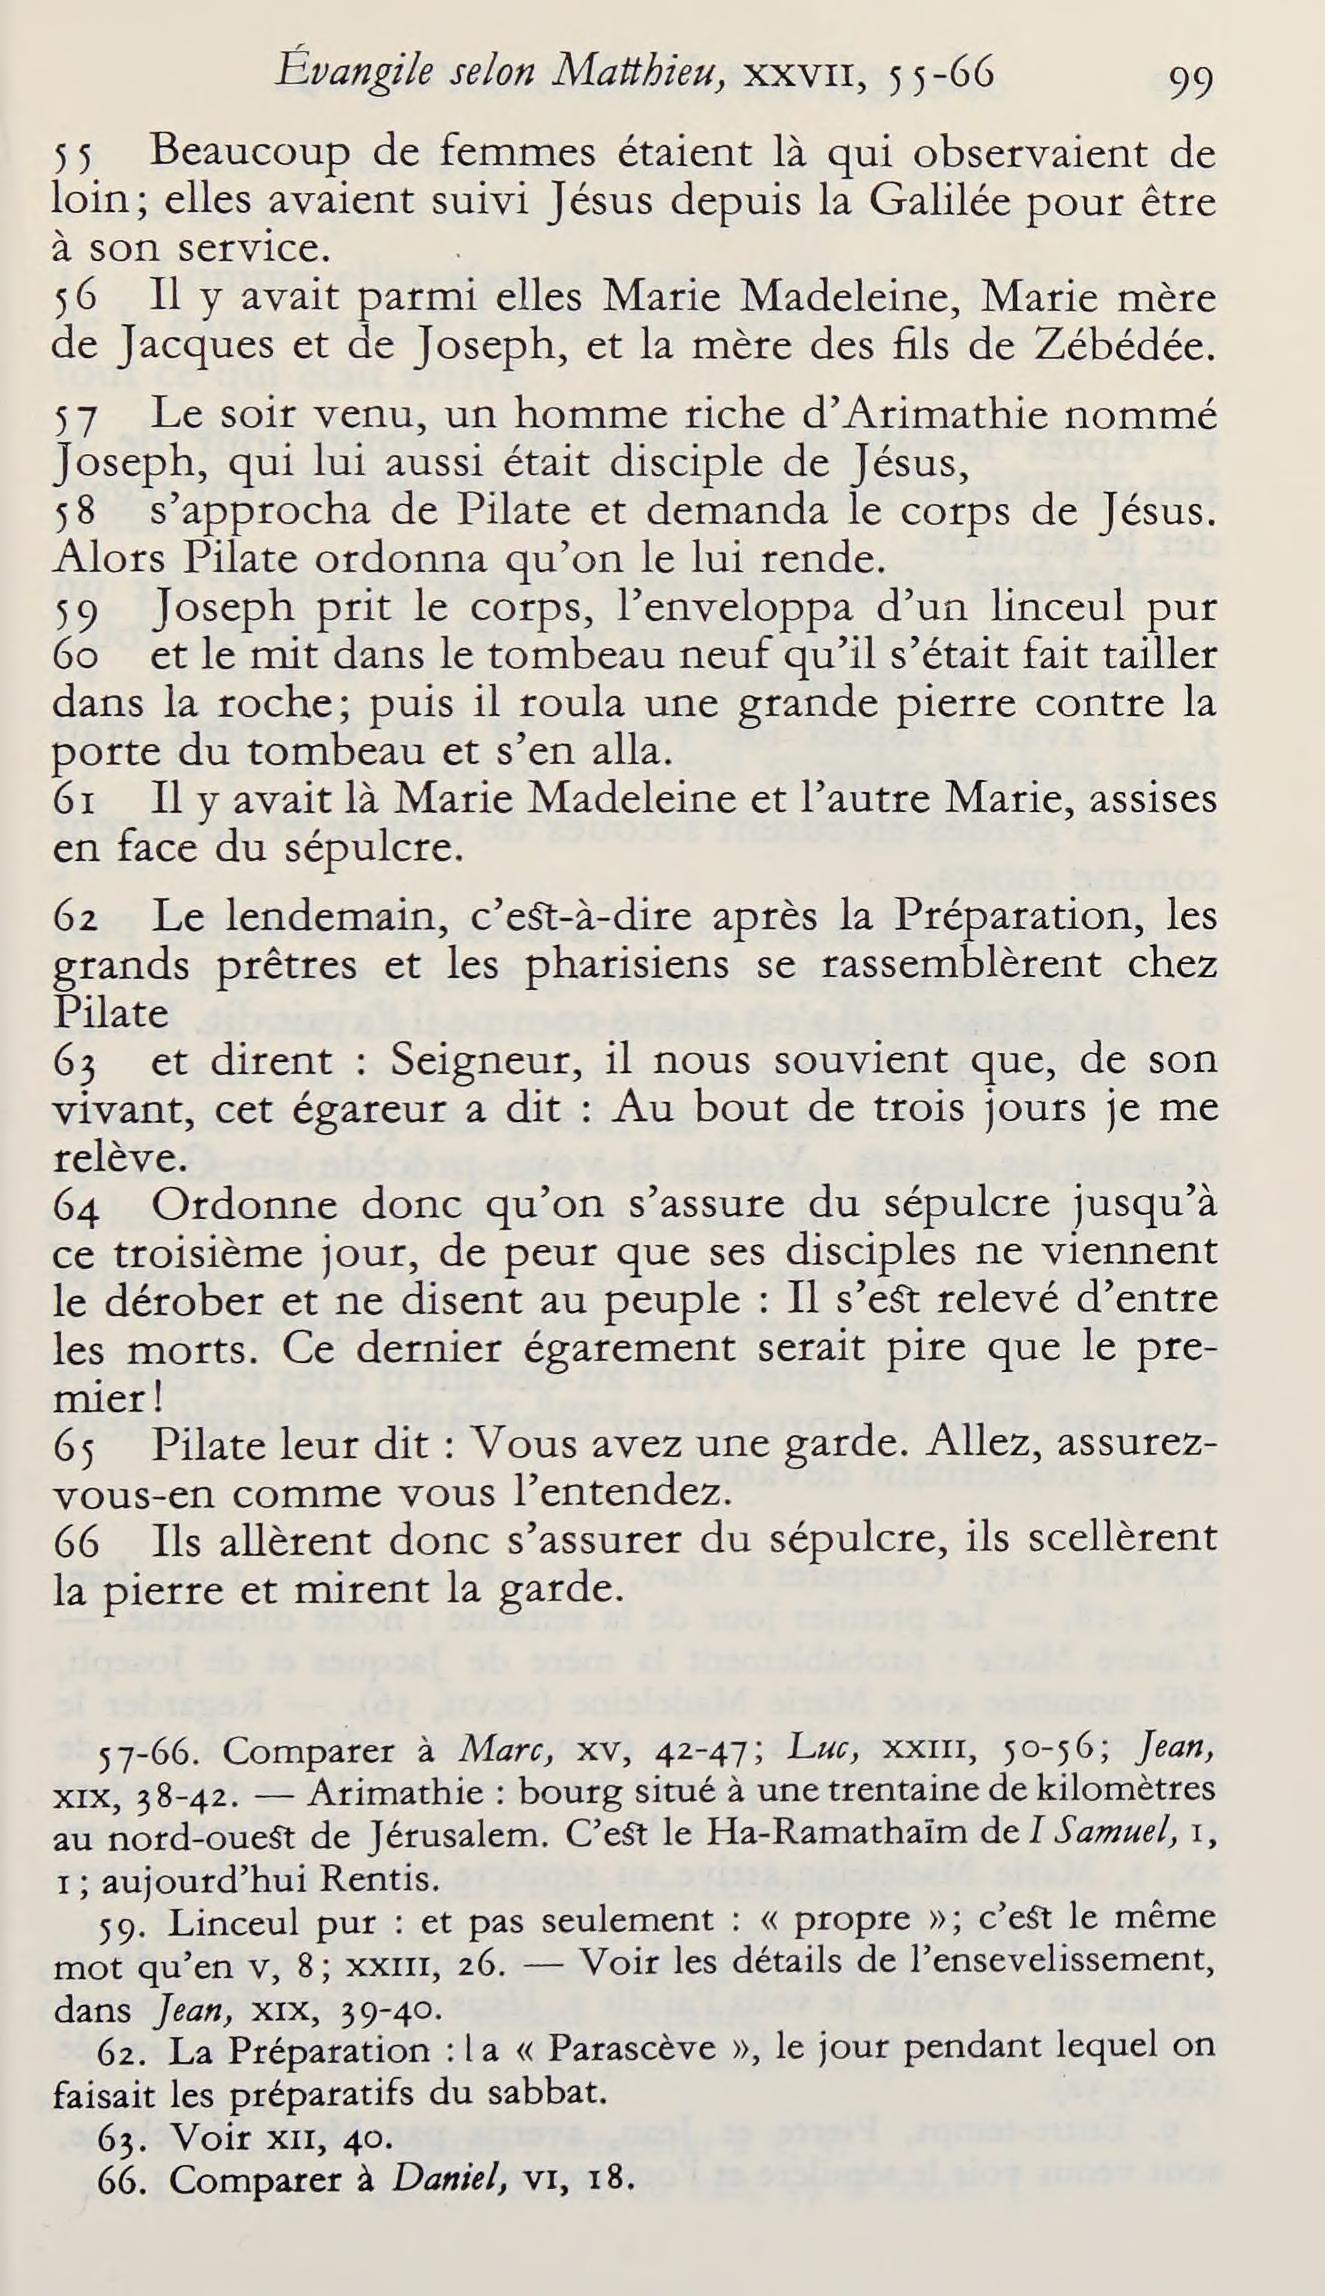 Évangile selon Matthieu, XXVII, 55-66 99
55 Beaucoup de femmes étaient là qui observaient de
loin; elles avaient suivi Jésus depuis la Galilée pour être
à son service.
56 Il y avait parmi elles Marie Madeleine, Marie mère
de Jacques et de Joseph, et la mère des fils de Zébédée.
57 Le soir venu, un homme riche d'Arimathie nommé
Joseph, qui lui aussi était disciple de Jésus,
58 s'approcha de Pilate et demanda le corps de Jésus.
Alors Pilate ordonna qu'on le lui rende.
59 Joseph prit le corps, l'enveloppa d'un linceul pur
60 et le mit dans le tombeau neuf qu'il s'était fait tailler
dans la roche; puis il roula une grande pierre contre la
porte du tombeau et s'en alla.
61 Il y avait là Marie Madeleine et l'autre Marie, assises
en face du sépulcre.
62 Le lendemain, c'est-à-dire après la Préparation, les
grands prêtres et les pharisiens se rassemblèrent chez
Pilate
63 et dirent : Seigneur, il nous souvient que, de son
vivant, cet égareur a dit : Au bout de trois jours je me
relève.
64 Ordonne donc qu'on s'assure du sépulcre jusqu'à
ce troisième jour, de peur que ses disciples ne viennent
le dérober et ne disent au peuple : Il s'est relevé d'entre
les morts. Ce dernier égarement serait pire que le pre-
mier!
65 Pilate leur dit : Vous avez une garde. Allez, assurez-
vous-en comme vous l'entendez.
66 Ils allèrent donc s'assurer du sépulcre, ils scellèrent
la pierre et mirent la garde.
57-66. Comparer à Marc, XV, 42-47; Luc, XXIII, 50-56; Jean,
XIX, 38-42. — Arimathie : bourg situé à une trentaine de kilomètres
au nord-ouest de Jérusalem. C'est le Ha-Ramathaïm de I Samuel, I,
1; aujourd'hui Rentis.
59. Linceul pur : et pas seulement : « propre »; c'est le même
mot qu'en V, 8; XXIII, 26. — Voir les détails de l'ensevelissement,
dans Jean, XIX, 39-40.
62. La Préparation : la « Parascève », le jour pendant lequel on
faisait les préparatifs du sabbat.
63. Voir XII, 40.
66. Comparer à Daniel, VI, 18.